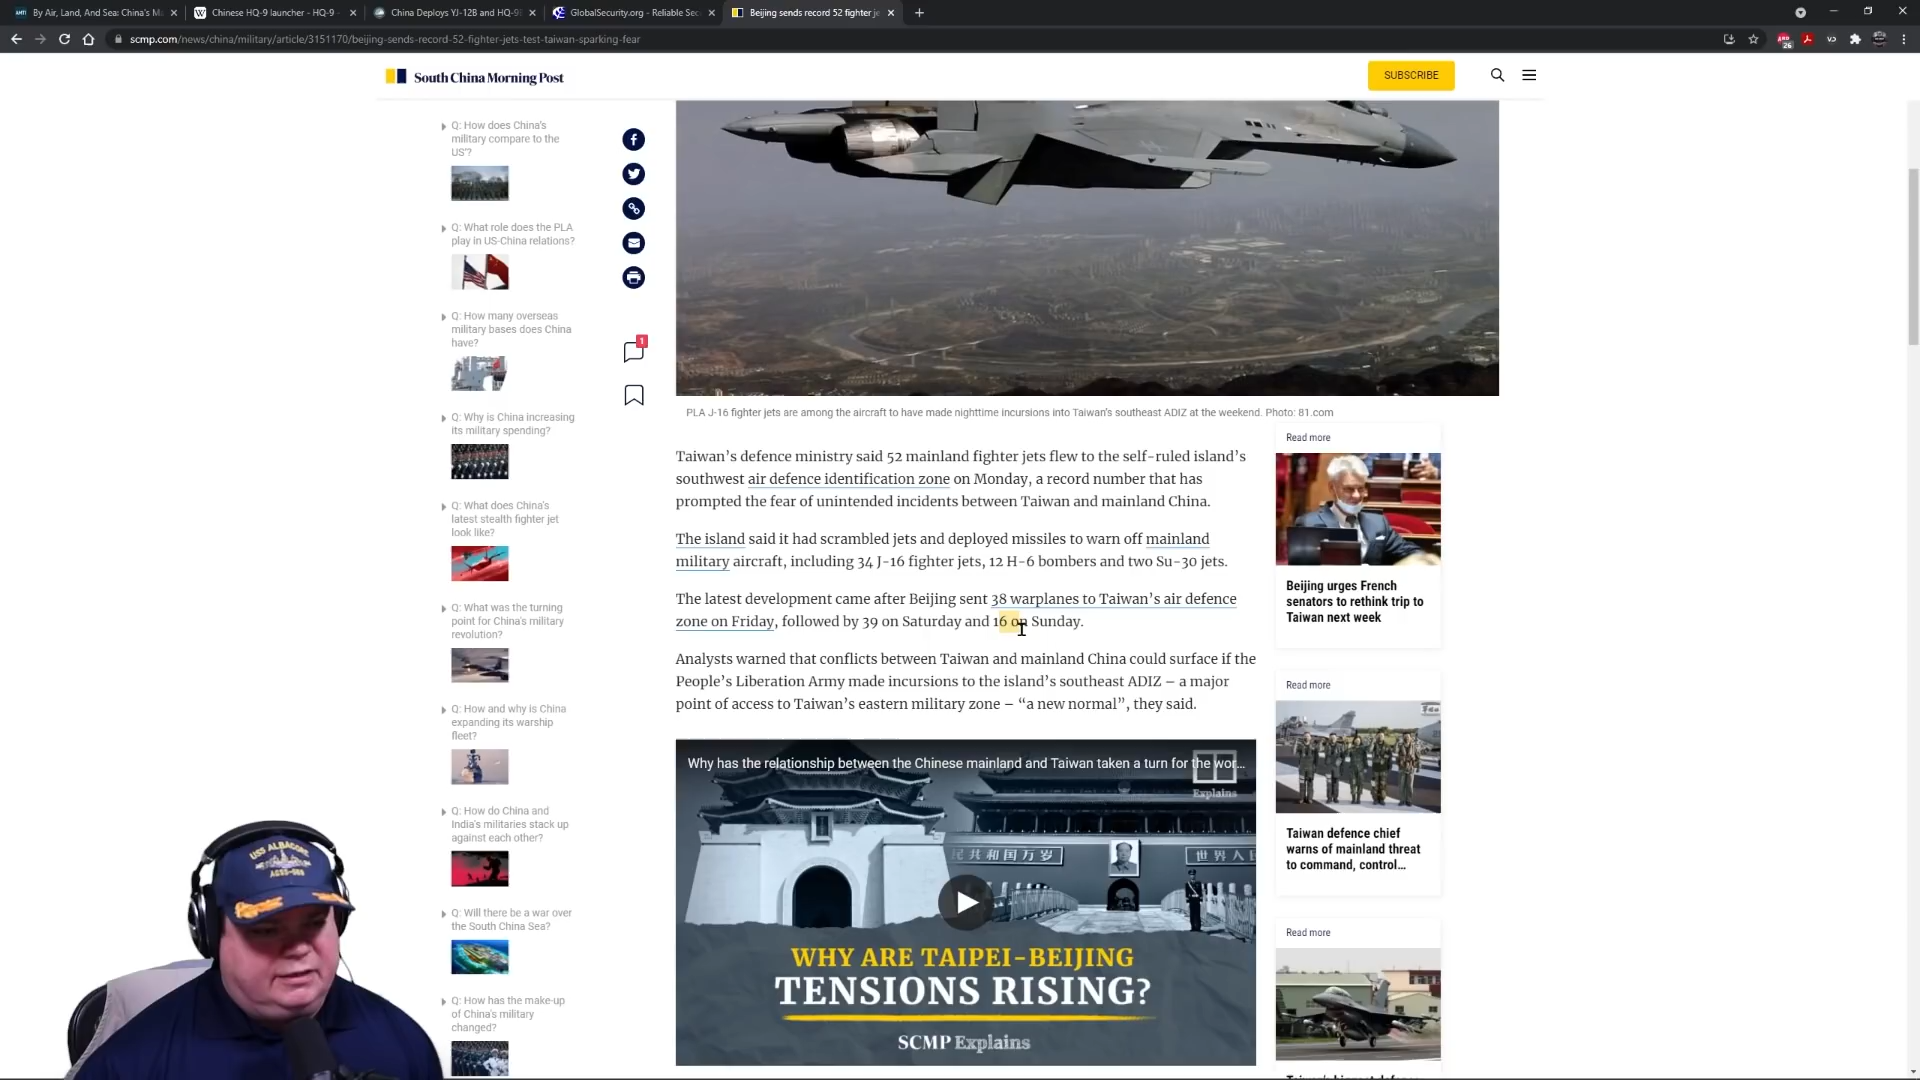 By Air, Land, And Sea: China's M
Chinese HQ-9 launcher - HQ-9
China Deploys YJ-12B and HQ-9
GlobalSecurity.org - Reliable Sec
Beijing sends record 52 fighter je
scmp.com/news/china/military/article/3151170/beijing-sends-record-52-fighter-jets-test-taiwan-sparking-fear
26
South China Morning Post
SUBSCRIBE
Q: How does China's
military compare to the
US'?
Q: What role does the PLA
play in US-China relations?
Q: How many overseas
military bases does China
have?
Q: Why is China increasing
its military spending?
Q: What does China's
latest stealth fighter jet
look like?
Q: What was the turning
point for China's military
revolution?
Q: How and why is China
expanding its warship
fleet?
Q: How do China and
India's militaries stack up
against each other?
Q: Will there be a war over
the South China Sea?
Q: How has the make-up
of China's military
changed?
1
PLA J-16 fighter jets are among the aircraft to have made nighttime incursions into Taiwan's southeast ADIZ at the weekend. Photo: 81.com
Taiwan's defence ministry said 52 mainland fighter jets flew to the self-ruled island's
southwest air defence identification zone on Monday, a record number that has
prompted the fear of unintended incidents between Taiwan and mainland China.
The island said it had scrambled jets and deployed missiles to warn off mainland
military aircraft, including 34 J-16 fighter jets, 12 H-6 bombers and two Su-30 jets.
The latest development came after Beijing sent 38 warplanes to Taiwan's air defence
zone on Friday, followed by 39 on Saturday and 16 on Sunday.
Analysts warned that conflicts between Taiwan and mainland China could surface if the
People's Liberation Army made incursions to the island's southeast ADIZ – a major
point of access to Taiwan's eastern military zone – “a new normal”, they said.
Why has the relationship between the Chinese mainland and Taiwan taken a turn for the wor...
Explains
民共和国万岁
世界人民
WHY ARE TAIPEI-BEIJING
TENSIONS RISING?
SCMP Explains
Read more
Beijing urges French
senators to rethink trip to
Taiwan next week
Read more
Taiwan defence chief
warns of mainland threat
to command, control...
Read more
USS ALBACORE
AGSS-569